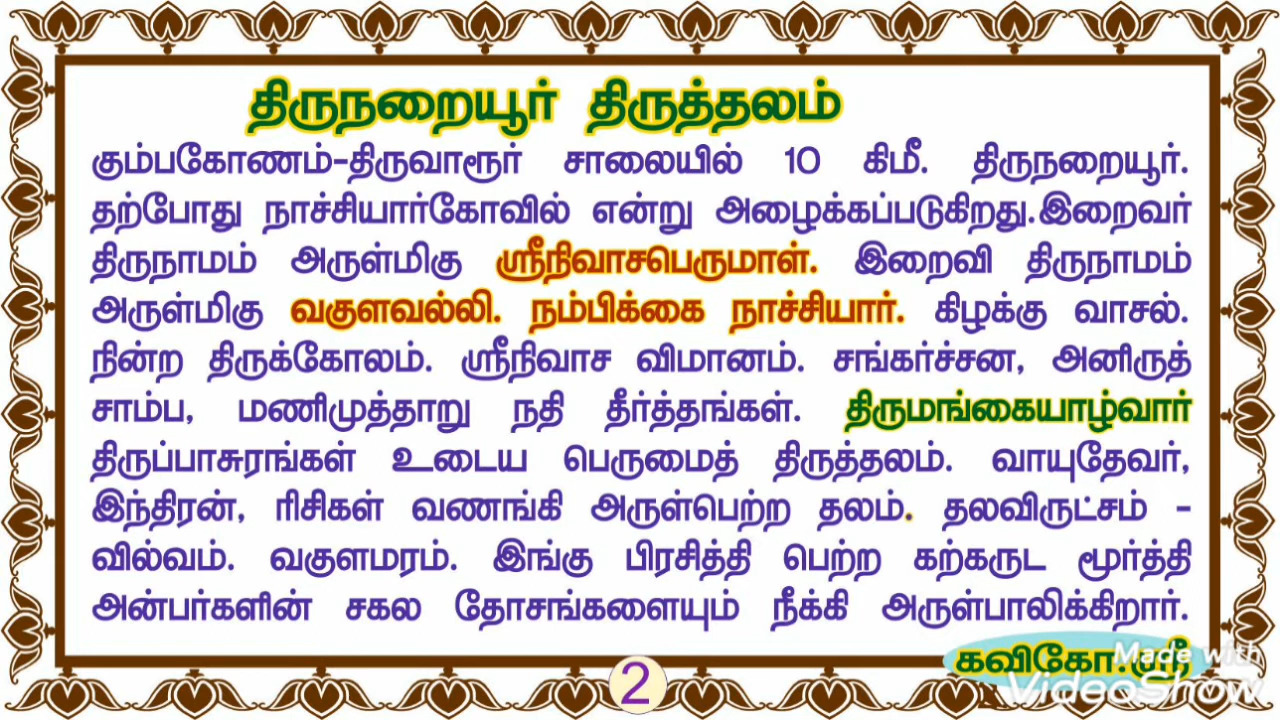 திருநறையூர் திருத்தலம்
கும்பகோணம்-திருவாரூர் சாலையில் 10 கிமீ. திருநறையூர்.
தற்போது நாச்சியார்கோவில் என்று அழைக்கப்படுகிறது.இறைவர்
திருநாமம் அருள்மிகு ஸ்ரீநிவாசபெருமாள். இறைவி திருநாமம்
அருள்மிகு வகுளவல்லி. நம்பிக்கை நாச்சியார். கிழக்கு வாசல்.
நின்ற திருக்கோலம். ஸ்ரீநிவாச விமானம். சங்கர்ச்சன, அனிருத்
சாம்ப, மணிமுத்தாறு நதி தீர்த்தங்கள். திருமங்கையாழ்வார்
திருப்பாசுரங்கள் உடைய பெருமைத் திருத்தலம். வாயுதேவர்,
இந்திரன், ரிசிகள் வணங்கி அருள்பெற்ற தலம். தலவிருட்சம் -
வில்வம். வகுளமரம். இங்கு பிரசித்தி பெற்ற கற்கருட மூர்த்தி
அன்பர்களின் சகல தோசங்களையும் நீக்கி அருள்பாலிக்கிறார்.
கவிகோ.ஸ்ரீ
Made with
VideoShow
2